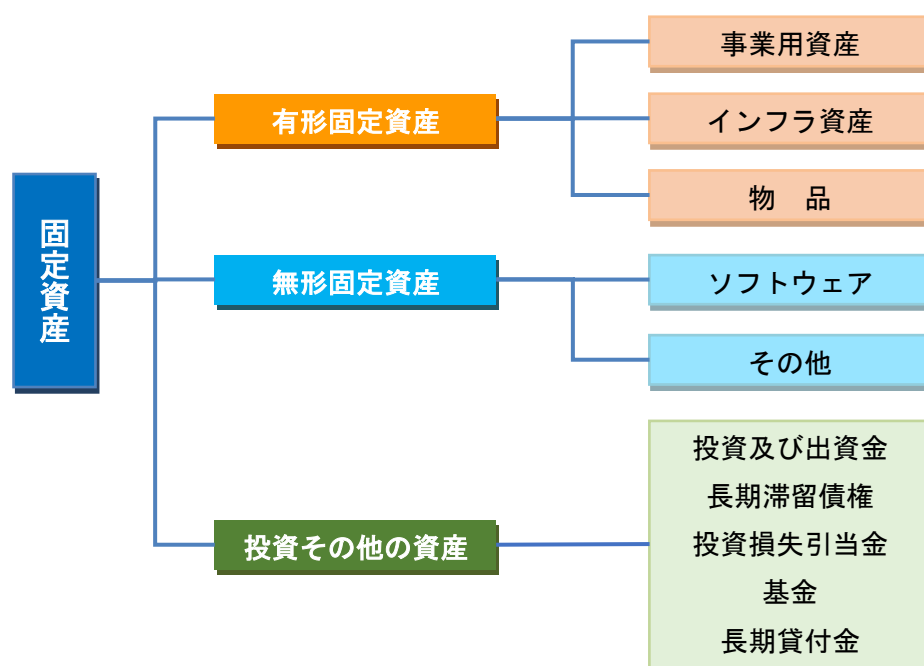 固定資産
有形固定資産
事業用資産
インフラ資産
物　品
無形固定資産
ソフトウェア
その他
投資その他の資産
投資及び出資金
長期滞留債権
投資損失引当金
基金
長期貸付金